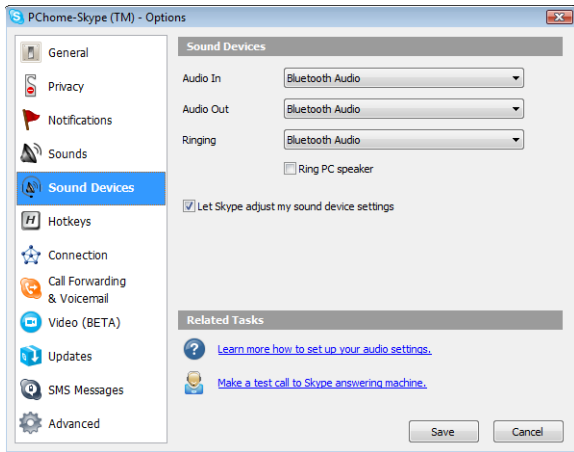 PChome-Skype (TM) - Options
General
Privacy
Notifications
Sounds
Sound Devices
H Hotkeys
Connection
Call Forwarding
& Voicemail
Video (BETA)
Updates
SMS Messages
Advanced
Sound Devices
Audio In Bluetooth Audio
Audio Out Bluetooth Audio
Ringing Bluetooth Audio
Ring PC speaker
Let Skype adjust my sound device settings
Related Tasks
? Learn more how to set up your audio settings.
Make a test call to Skype answering machine.
Save Cancel